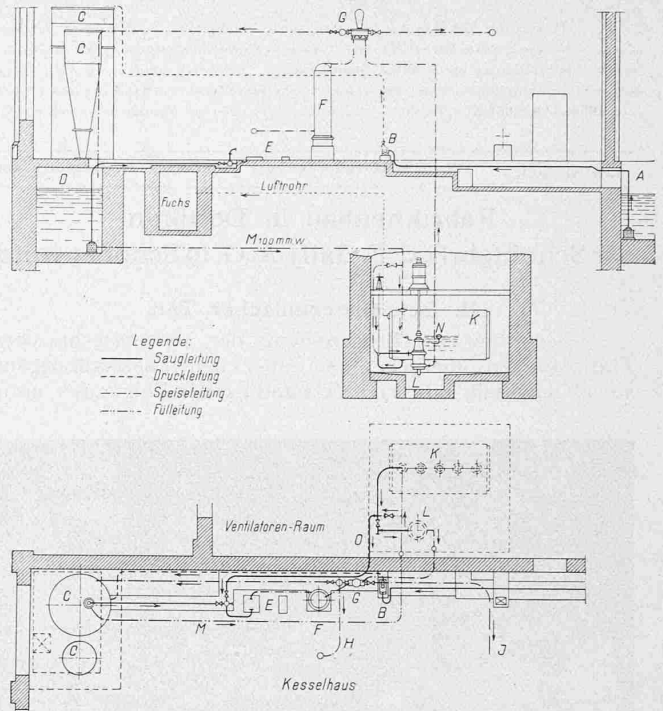 C
G
C
F
E
B
D
Luftrohr
A
Fuchs
M 100 mm.w.
K
N
L
Legende:
Saugleitung
Druckleitung
Speiseleitung
Fülleitung
K
L
Ventilatoren-Raum
O
C
G
E
B
M
F
C
H
J
Kesselhaus